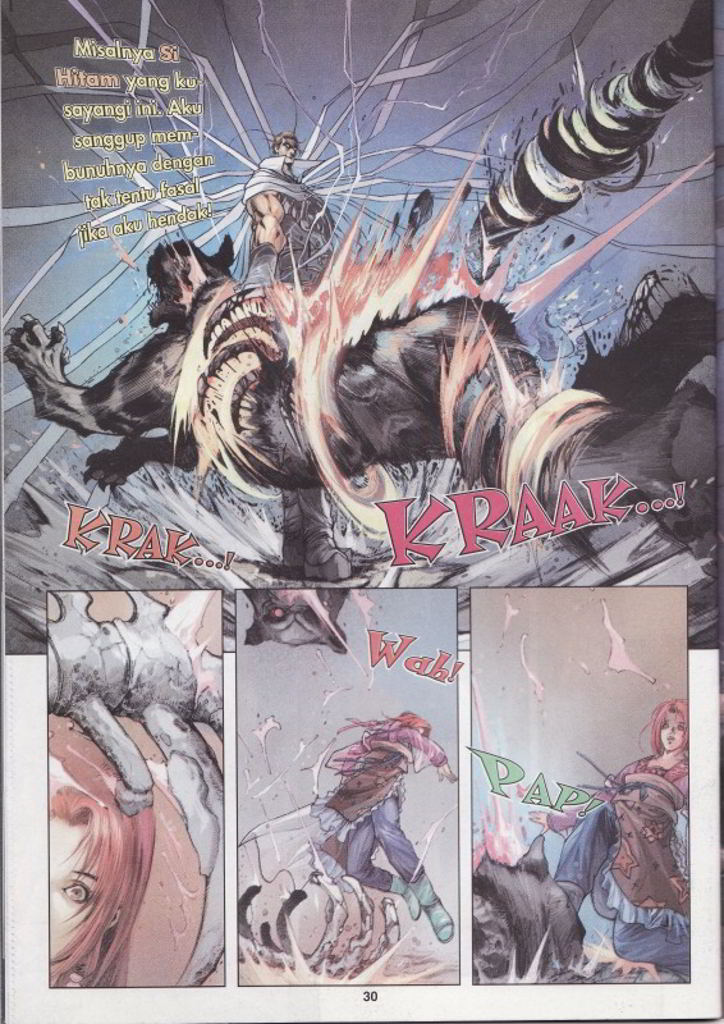 Misalnya Si
Hitam yang ku-
sayangi ini. Aku
sanggup mem-
bunuhnya dengan
tak tentu fasal
jika aku hendak!
KRAK...!
KRAAK...!
Wah!
PAP!
30